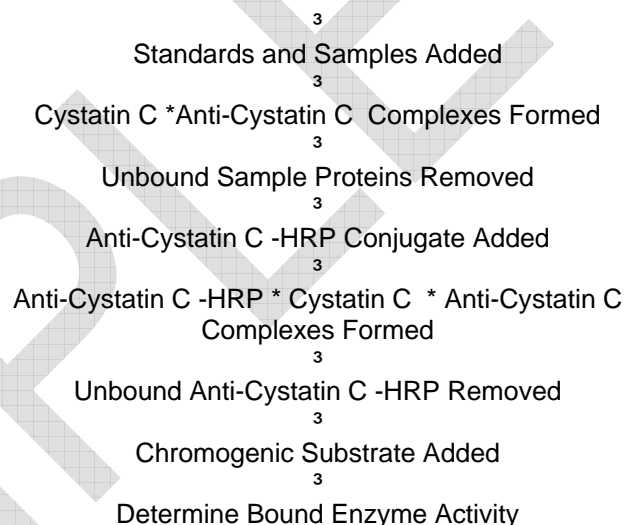 3
Standards and Samples Added
3
Cystatin C *Anti-Cystatin C Complexes Formed
3
Unbound Sample Proteins Removed
3
Anti-Cystatin C -HRP Conjugate Added
3
Anti-Cystatin C -HRP * Cystatin C * Anti-Cystatin C
Complexes Formed
3
Unbound Anti-Cystatin C -HRP Removed
3
Chromogenic Substrate Added
3
Determine Bound Enzyme Activity